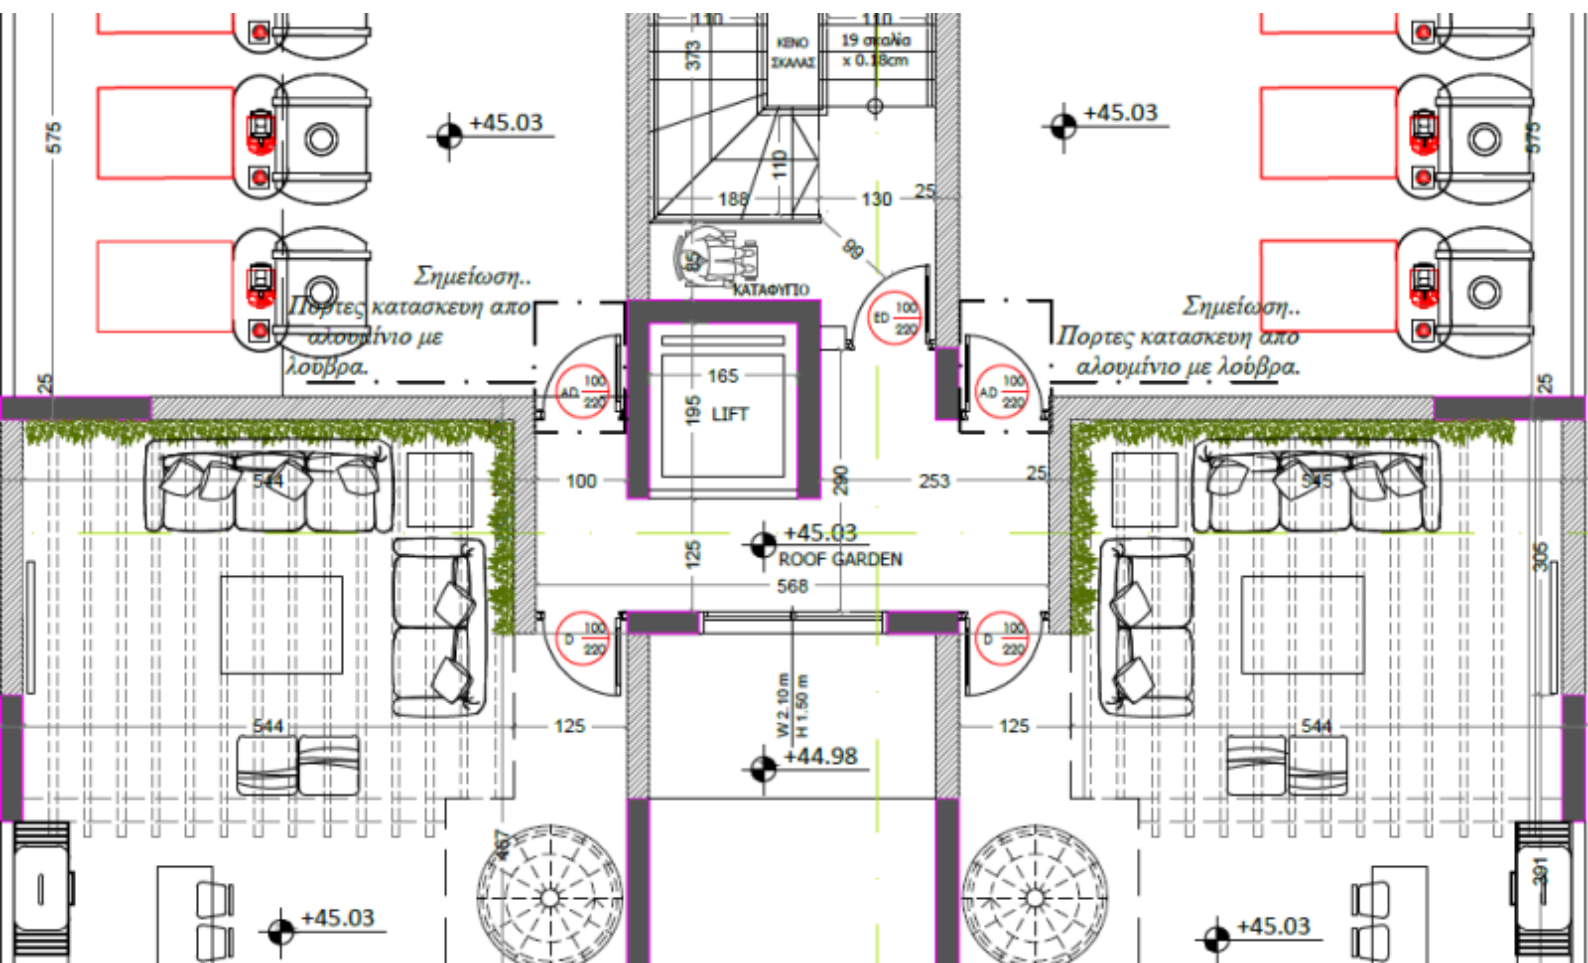 110
110
373
ΚΕΝΟ
ΣΚΑΛΑΣ
19 σκαλία
x 0.18cm
575
+45.03
+45.03
575
110
188
130
25
99
85
ΚΑΤΑΦΥΓΙΟ
Σημείωση..
Πορτες κατασκευη απο
αλουμίνιο με
λούβρα.
ED 100
220
Σημείωση..
Πορτες κατασκευη απο
αλουμίνιο με λούβρα.
25
AD 100
220
165
195
LIFT
AD 100
220
25
544
100
290
253
25
545
+45.03
ROOF GARDEN
125
568
305
D 100
220
D 100
220
W 2.10 m
H 1.50 m
544
125
125
544
+44.98
457
391
+45.03
+45.03